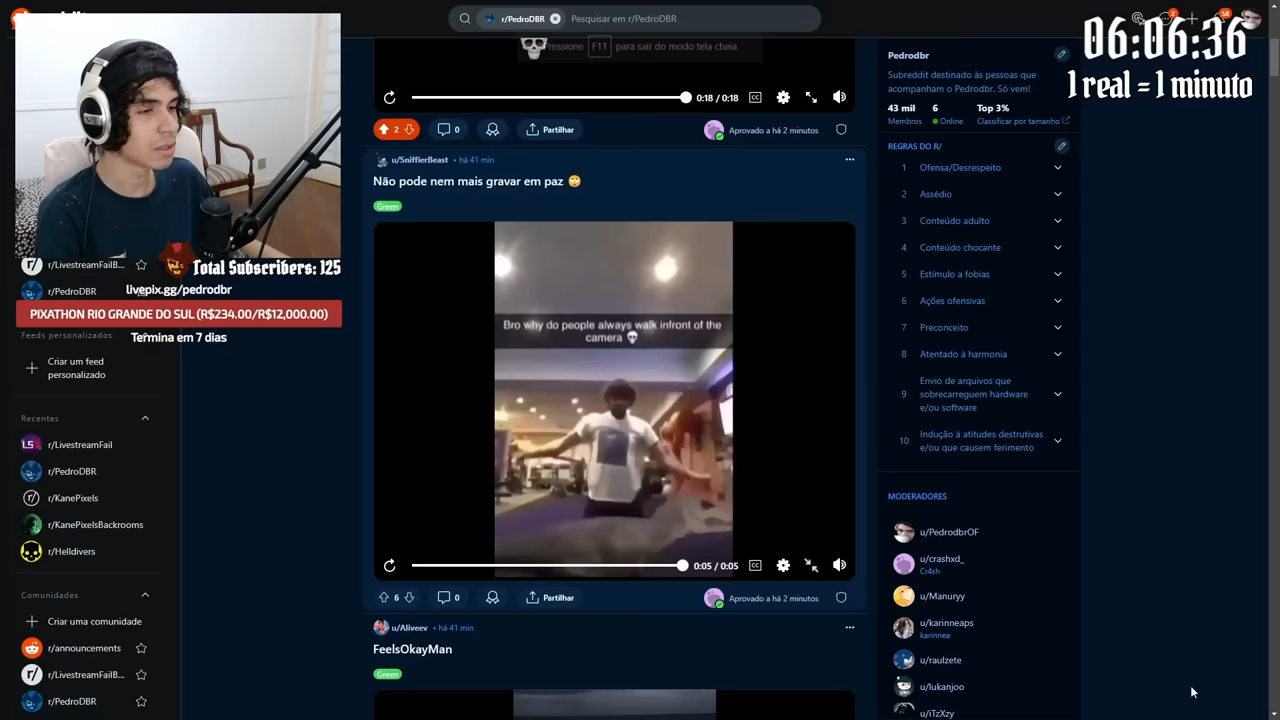 r/PedroDBR
Pesquisar em r/PedroDBR
2
58
06:06:36
1 real = 1 minuto
Pressione F11 para sair do modo tela cheia
0:18 / 0:18
CC
2
0
Partilhar
Aprovado a há 2 minutos
u/SniffierBeast • há 41 min
Não pode nem mais gravar em paz 🙄
Green
Bro why do people always walk infront of the
camera 💀
0:05 / 0:05
CC
6
0
Partilhar
Aprovado a há 2 minutos
u/Aliveev • há 41 min
FeelsOkayMan
Green
Total Subscribers: 125
livepix.gg/pedrodbr
PIXATHON RIO GRANDE DO SUL (R$234.00/R$12,000.00)
Termina em 7 dias
r/LivestreamFailB...
r/PedroDBR
Feeds personalizados
Criar um feed
personalizado
Recentes
r/LivestreamFail
r/PedroDBR
r/KanePixels
r/KanePixelsBackrooms
r/Helldivers
Comunidades
Criar uma comunidade
r/announcements
r/LivestreamFailB...
r/PedroDBR
Pedrodbr
Subreddit destinado às pessoas que
acompanham o Pedrodbr. Só vem!
43 mil 6 Top 3%
Membros Online Classificar por tamanho
REGRAS DO R/
1 Ofensa/Desrespeito
2 Assédio
3 Conteúdo adulto
4 Conteúdo chocante
5 Estímulo a fobias
6 Ações ofensivas
7 Preconceito
8 Atentado à harmonia
9 Envio de arquivos que
sobrecarreguem hardware
e/ou software
10 Indução à atitudes destrutivas
e/ou que causem ferimento
MODERADORES
u/PedrodbrOF
u/crashxd_
Cr4sh
u/Manuryy
u/karinneaps
karinnea
u/raulzete
u/lukanjoo
u/iTzXzy